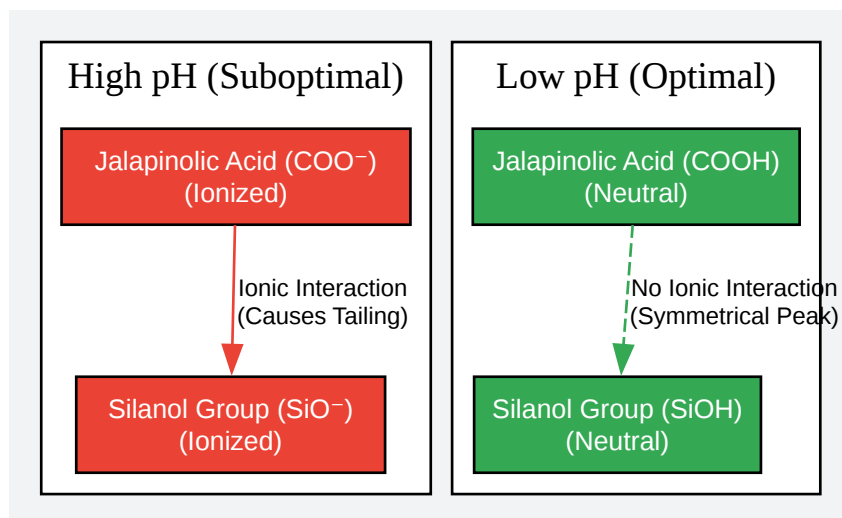 High pH (Suboptimal)
Jalapinolic Acid (COO⁻)
(Ionized)
Ionic Interaction
(Causes Tailing)
Silanol Group (SiO⁻)
(Ionized)
Low pH (Optimal)
Jalapinolic Acid (COOH)
(Neutral)
No Ionic Interaction
(Symmetrical Peak)
Silanol Group (SiOH)
(Neutral)